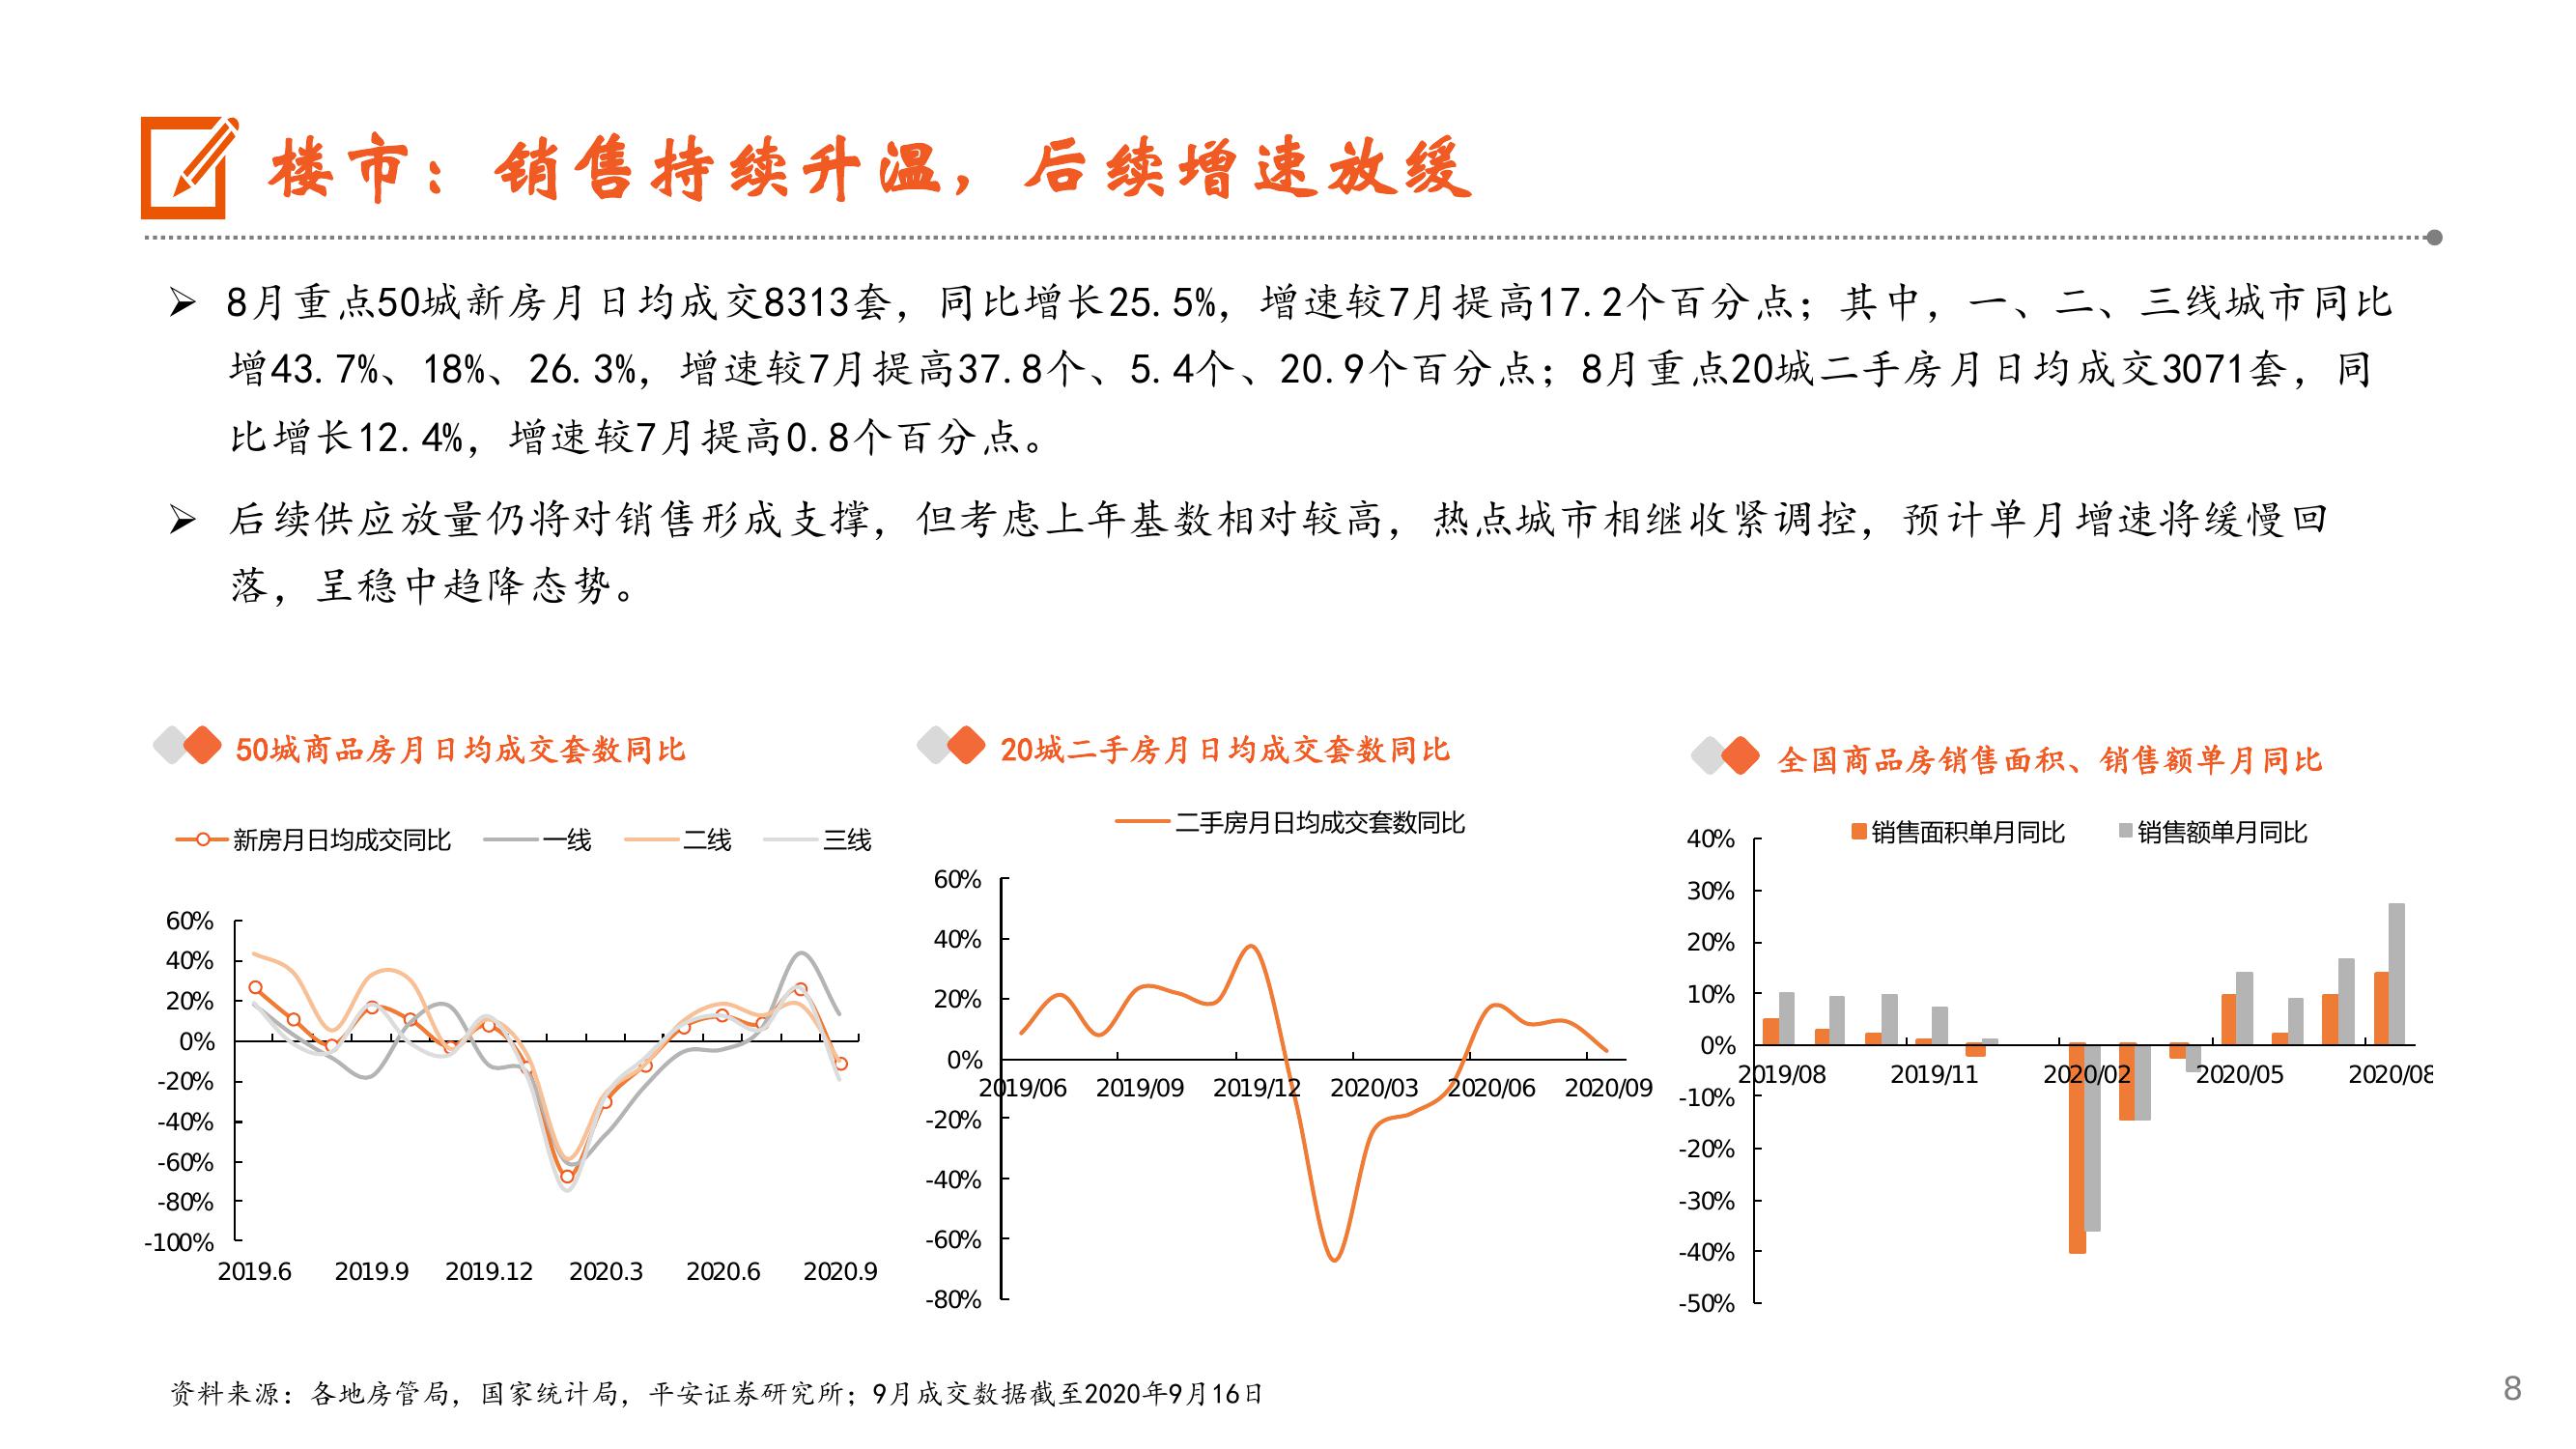 楼市：销售持续升温，后续增速放缓
➢ 8月重点50城新房月日均成交8313套，同比增长25.5%，增速较7月提高17.2个百分点；其中，一、二、三线城市同比
增43.7%、18%、26.3%，增速较7月提高37.8个、5.4个、20.9个百分点；8月重点20城二手房月日均成交3071套，同
比增长12.4%，增速较7月提高0.8个百分点。
➢ 后续供应放量仍将对销售形成支撑，但考虑上年基数相对较高，热点城市相继收紧调控，预计单月增速将缓慢回
落，呈稳中趋降态势。
50城商品房月日均成交套数同比
新房月日均成交同比 一线 二线 三线
60%
40%
20%
0%
-20%
-40%
-60%
-80%
-100%
2019.6 2019.9 2019.12 2020.3 2020.6 2020.9
20城二手房月日均成交套数同比
二手房月日均成交套数同比
60%
40%
20%
0%
-20%
-40%
-60%
-80%
2019/06 2019/09 2019/12 2020/03 2020/06 2020/09
全国商品房销售面积、销售额单月同比
销售面积单月同比 销售额单月同比
40%
30%
20%
10%
0%
-10%
-20%
-30%
-40%
-50%
2019/08 2019/11 2020/02 2020/05 2020/08
资料来源：各地房管局，国家统计局，平安证券研究所；9月成交数据截至2020年9月16日
8